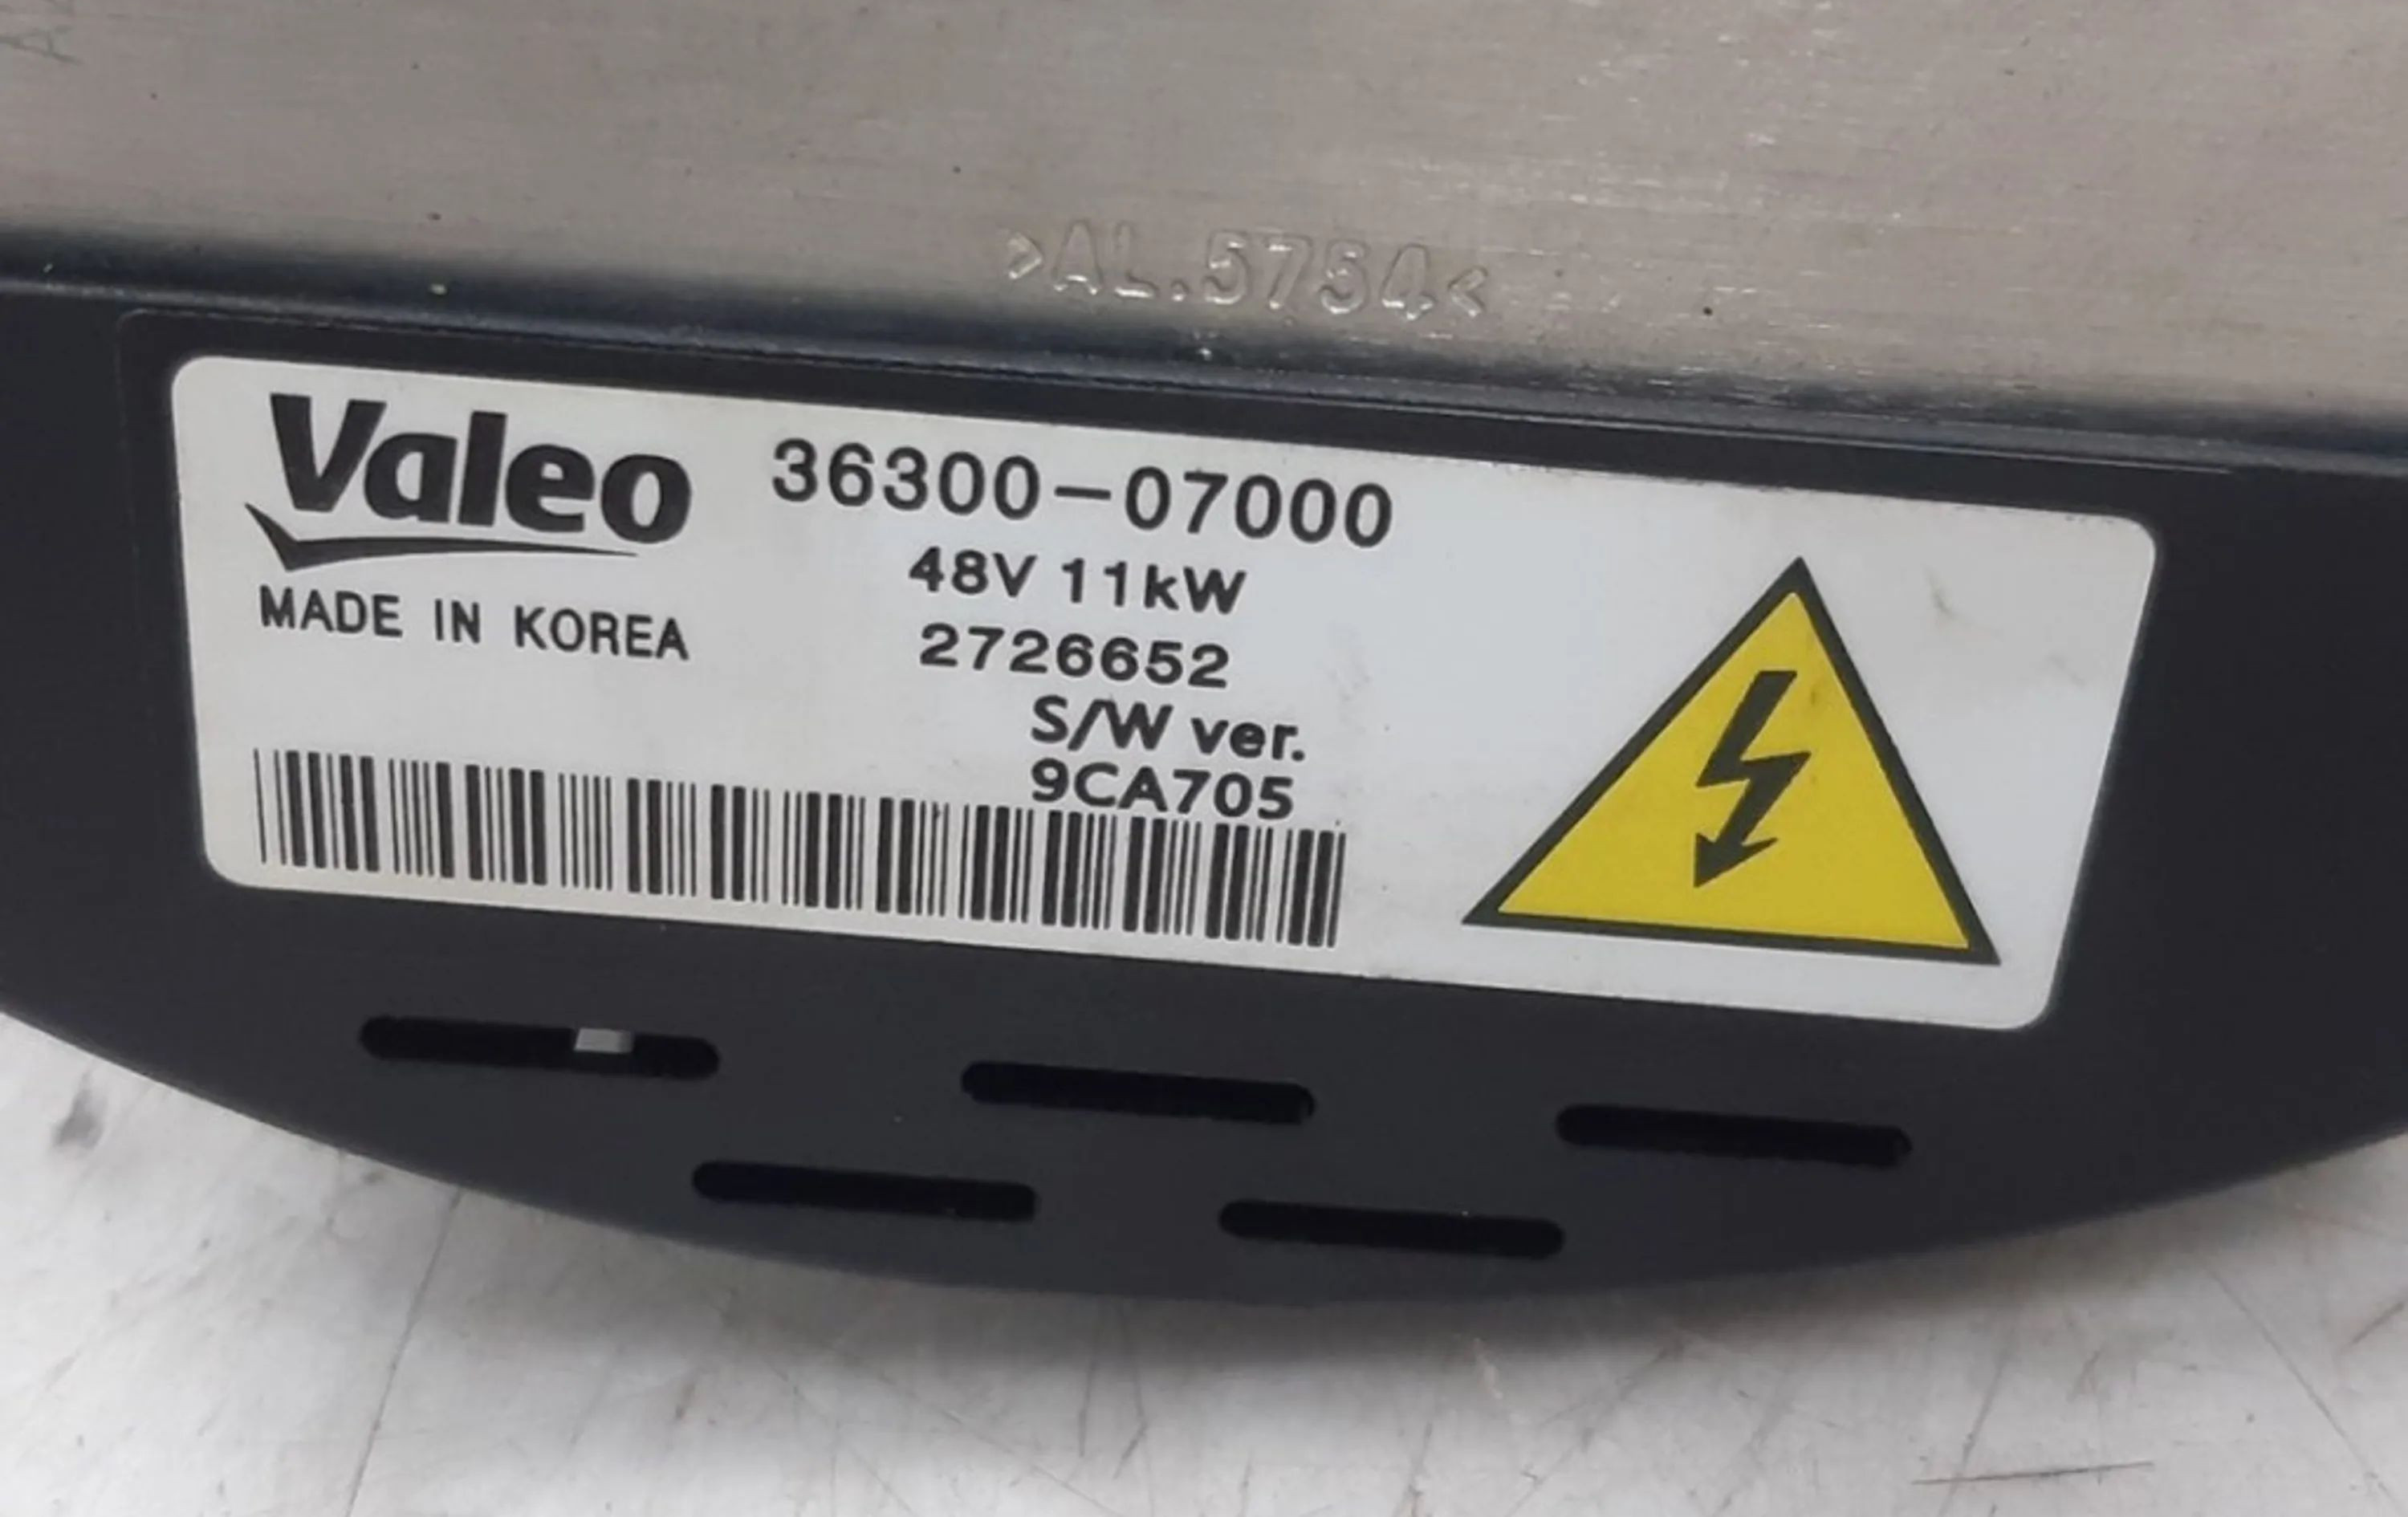 >AL.5754<
Valeo
36300-07000
48V 11kW
MADE IN KOREA
2726652
S/W ver.
9CA705